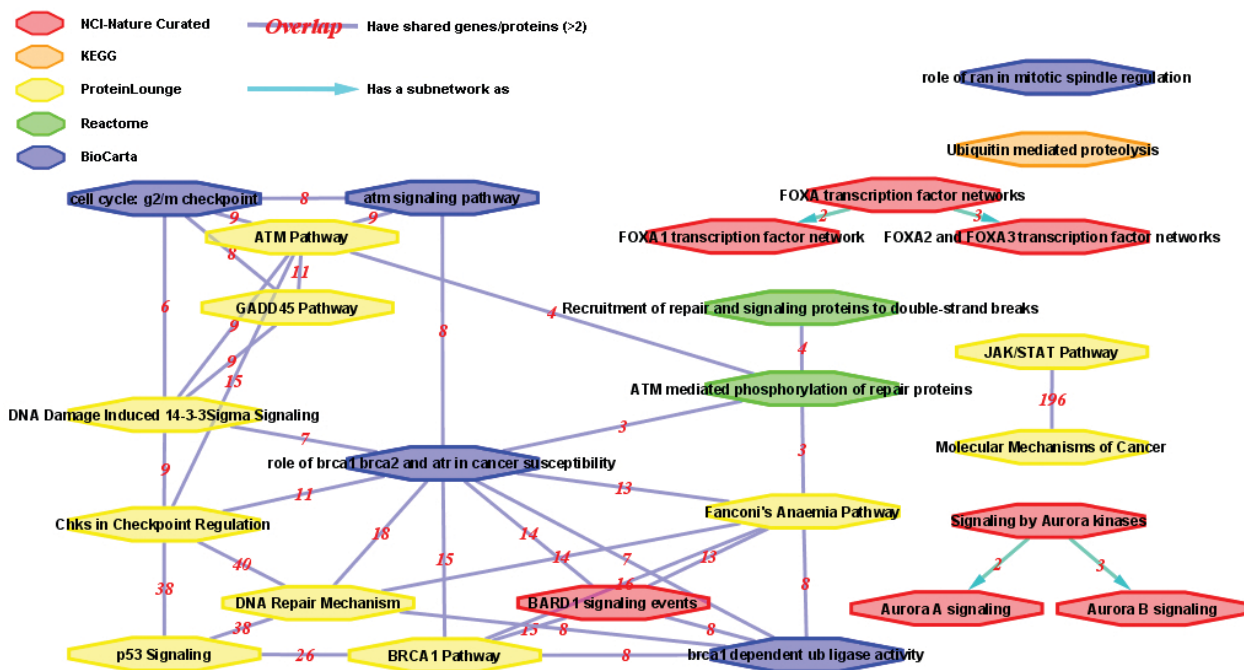 NCI-Nature Curated
Overlap
Have shared genes/proteins (>2)
KEGG
ProteinLounge
Has a subnetwork as
Reactome
BioCarta
role of ran in mitotic spindle regulation
Ubiquitin mediated proteolysis
cell cycle: g2/m checkpoint
8
atm signaling pathway
FOXA transcription factor networks
9
9
2
3
ATM Pathway
FOXA1 transcription factor network
FOXA2 and FOXA3 transcription factor networks
8
11
6
GADD45 Pathway
4
Recruitment of repair and signaling proteins to double-strand breaks
9
8
4
JAK/STAT Pathway
9
15
ATM mediated phosphorylation of repair proteins
196
DNA Damage Induced 14-3-3Sigma Signaling
7
3
3
Molecular Mechanisms of Cancer
9
role of brca1 brca2 and atr in cancer susceptibility
11
13
Chks in Checkpoint Regulation
Fanconi's Anaemia Pathway
Signaling by Aurora kinases
18
14
40
15
14
7
13
2
3
38
16
8
DNA Repair Mechanism
BARD1 signaling events
Aurora A signaling
Aurora B signaling
38
15
8
8
p53 Signaling
26
BRCA1 Pathway
8
brca1 dependent ub ligase activity